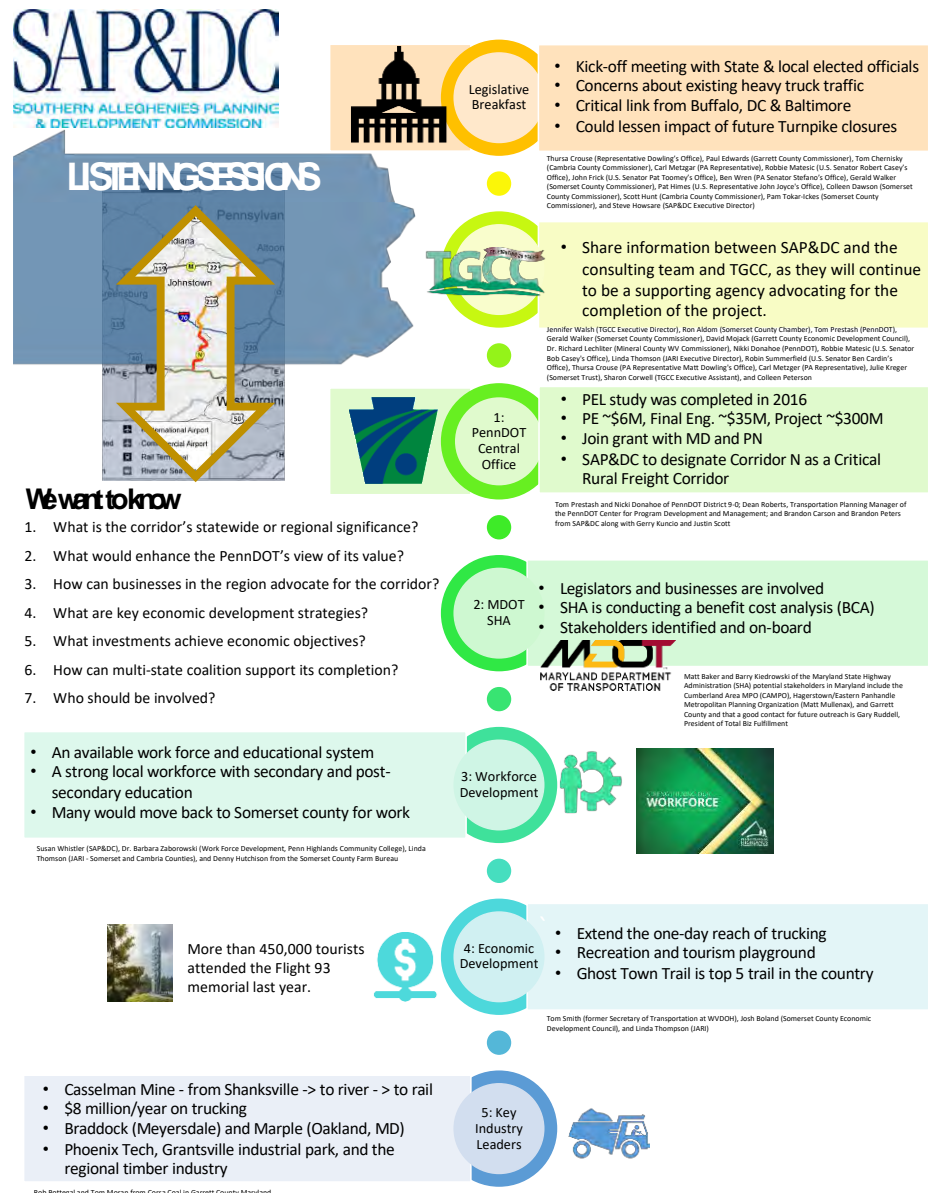 SAP&DC
SOUTHERN ALLEGHENIES PLANNING
& DEVELOPMENT COMMISSION
LISTENING SESSIONS
Pennsylvan
Indiana
Altoon
119
22
Johnstown
219
70
N
Cumberla
West Virgini
50
International Airport
Commercial Airport
Rail Terminal
River or Sea
We want to know
1. What is the corridor's statewide or regional significance?
2. What would enhance the PennDOT's view of its value?
3. How can businesses in the region advocate for the corridor?
4. What are key economic development strategies?
5. What investments achieve economic objectives?
6. How can multi-state coalition support its completion?
7. Who should be involved?
Legislative
Breakfast
• Kick-off meeting with State & local elected officials
• Concerns about existing heavy truck traffic
• Critical link from Buffalo, DC & Baltimore
• Could lessen impact of future Turnpike closures
Thursa Crouse (Representative Dowling's Office), Paul Edwards (Garrett County Commissioner), Tom Chernisky
(Cambria County Commissioner), Carl Metzgar (PA Representative), Robbie Matesic (U.S. Senator Robert Casey's
Office), John Frick (U.S. Senator Pat Toomey's Office), Ben Wren (PA Senator Stefano's Office), Gerald Walker
(Somerset County Commissioner), Pat Himes (U.S. Representative John Joyce's Office), Colleen Dawson (Somerset
County Commissioner), Scott Hunt (Cambria County Commissioner), Pam Tokar-Ickes (Somerset County
Commissioner), and Steve Howsare (SAP&DC Executive Director)
TGCC
• Share information between SAP&DC and the
consulting team and TGCC, as they will continue
to be a supporting agency advocating for the
completion of the project.
Jennifer Walsh (TGCC Executive Director), Ron Aldom (Somerset County Chamber), Tom Prestash (PennDOT),
Gerald Walker (Somerset County Commissioner), David Mojack (Garrett County Economic Development Council),
Dr. Richard Lechliter (Mineral County WV Commissioner), Nikki Donahoe (PennDOT), Robbie Matesic (U.S. Senator
Bob Casey's Office), Linda Thomson (JARI Executive Director), Robin Summerfield (U.S. Senator Ben Cardin's
Office), Thursa Crouse (PA Representative Matt Dowling's Office), Carl Metzger (PA Representative), Julie Kreger
(Somerset Trust), Sharon Corwell (TGCC Executive Assistant), and Colleen Peterson
1:
PennDOT
Central
Office
• PEL study was completed in 2016
• PE ~$6M, Final Eng. ~$35M, Project ~$300M
• Join grant with MD and PN
• SAP&DC to designate Corridor N as a Critical
Rural Freight Corridor
Tom Prestash and Nicki Donahoe of PennDOT District 9-0; Dean Roberts, Transportation Planning Manager of
the PennDOT Center for Program Development and Management; and Brandon Carson and Brandon Peters
from SAP&DC along with Gerry Kuncio and Justin Scott
2: MDOT
SHA
• Legislators and businesses are involved
• SHA is conducting a benefit cost analysis (BCA)
• Stakeholders identified and on-board
MDOT
MARYLAND DEPARTMENT
OF TRANSPORTATION
Matt Baker and Barry Kiedrowski of the Maryland State Highway
Administration (SHA) potential stakeholders in Maryland include the
Cumberland Area MPO (CAMPO), Hagerstown/Eastern Panhandle
Metropolitan Planning Organization (Matt Mullenax), and Garrett
County and that a good contact for future outreach is Gary Ruddell,
President of Total Biz Fulfillment
• An available work force and educational system
• A strong local workforce with secondary and post-
secondary education
• Many would move back to Somerset county for work
3: Workforce
Development
STRENGTHENING OUR
WORKFORCE
Susan Whistler (SAP&DC), Dr. Barbara Zaborowski (Work Force Development, Penn Highlands Community College), Linda
Thomson (JARI - Somerset and Cambria Counties), and Denny Hutchison from the Somerset County Farm Bureau
More than 450,000 tourists
attended the Flight 93
memorial last year.
$
4: Economic
Development
• Extend the one-day reach of trucking
• Recreation and tourism playground
• Ghost Town Trail is top 5 trail in the country
Tom Smith (former Secretary of Transportation at WVDOH), Josh Boland (Somerset County Economic
Development Council), and Linda Thompson (JARI)
• Casselman Mine - from Shanksville -> to river - > to rail
• $8 million/year on trucking
• Braddock (Meyersdale) and Marple (Oakland, MD)
• Phoenix Tech, Grantsville industrial park, and the
regional timber industry
5: Key
Industry
Leaders